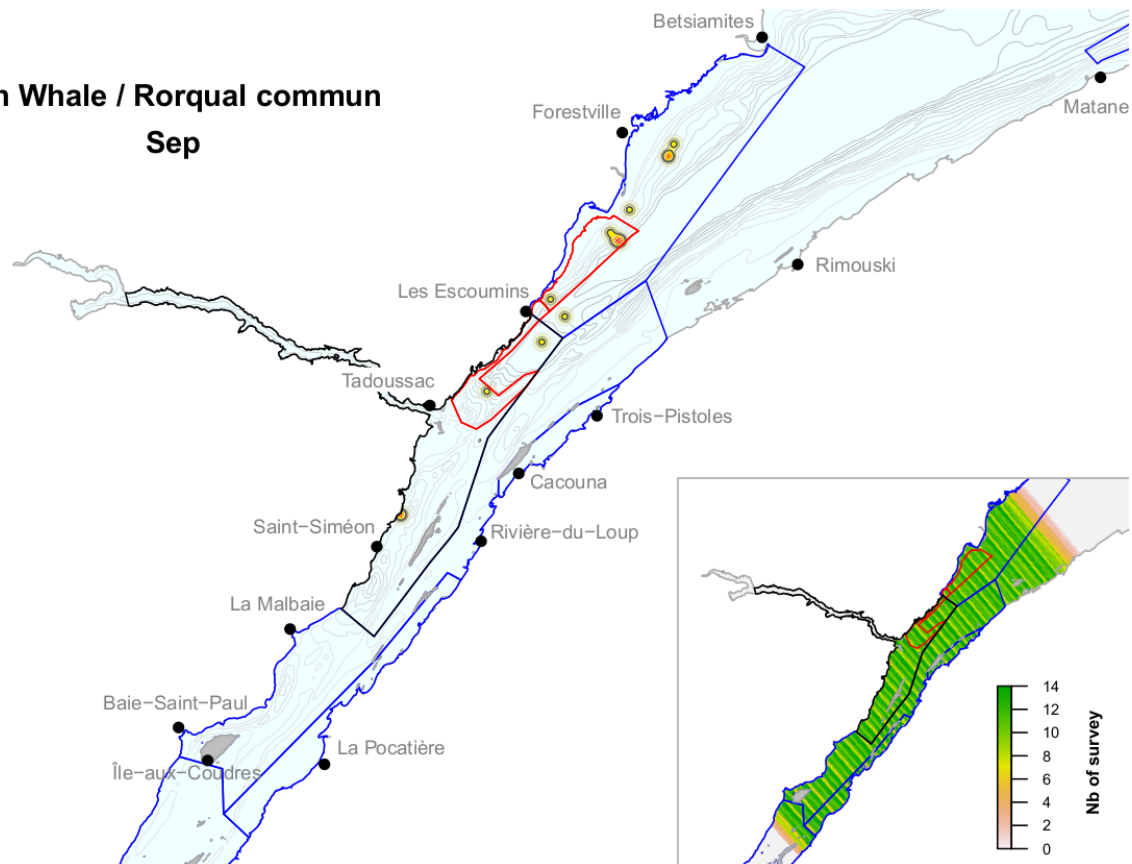 Betsiamites
n Whale / Rorqual commun
Forestville
Matane
Sep
Rimouski
Les Escoumins
Tadoussac
Trois−Pistoles
Cacouna
Saint−Siméon
Rivière−du−Loup
La Malbaie
Baie−Saint−Paul
La Pocatière
Île−aux−Coudres
14
12
10
8
6
4
2
0
Nb of survey